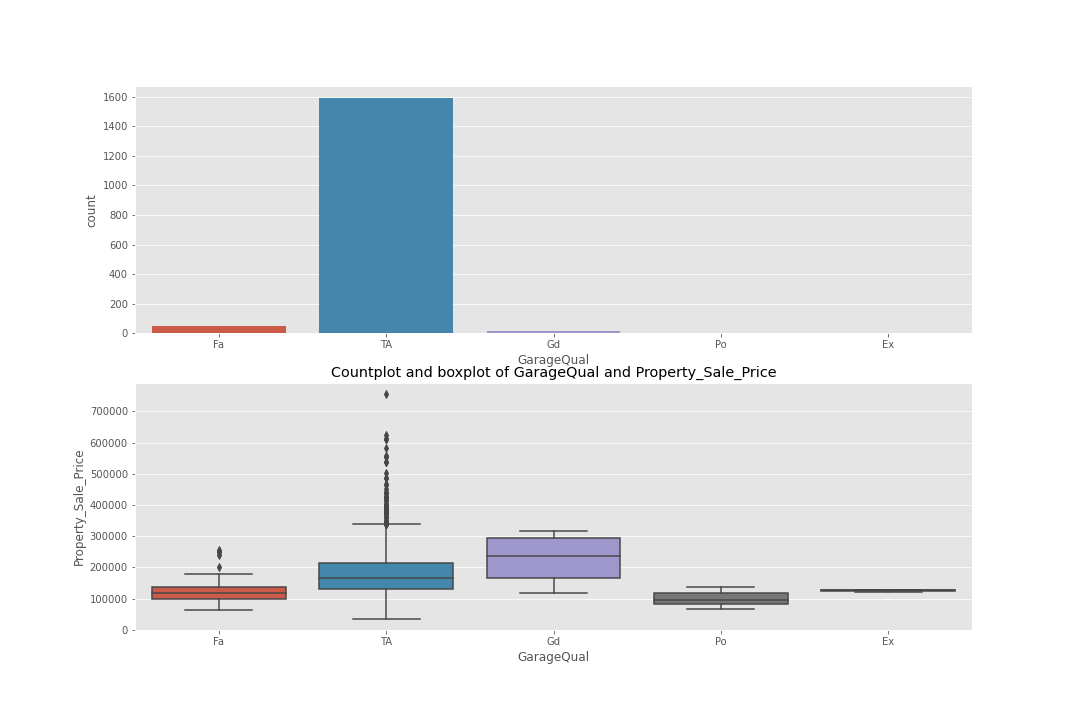 1600
1400
1200
1000
800
600
400
200
0
count
Fa TA Gd Po Ex
GarageQual
Countplot and boxplot of GarageQual and Property_Sale_Price
700000
600000
500000
400000
300000
200000
100000
0
Property_Sale_Price
Fa TA Gd Po Ex
GarageQual